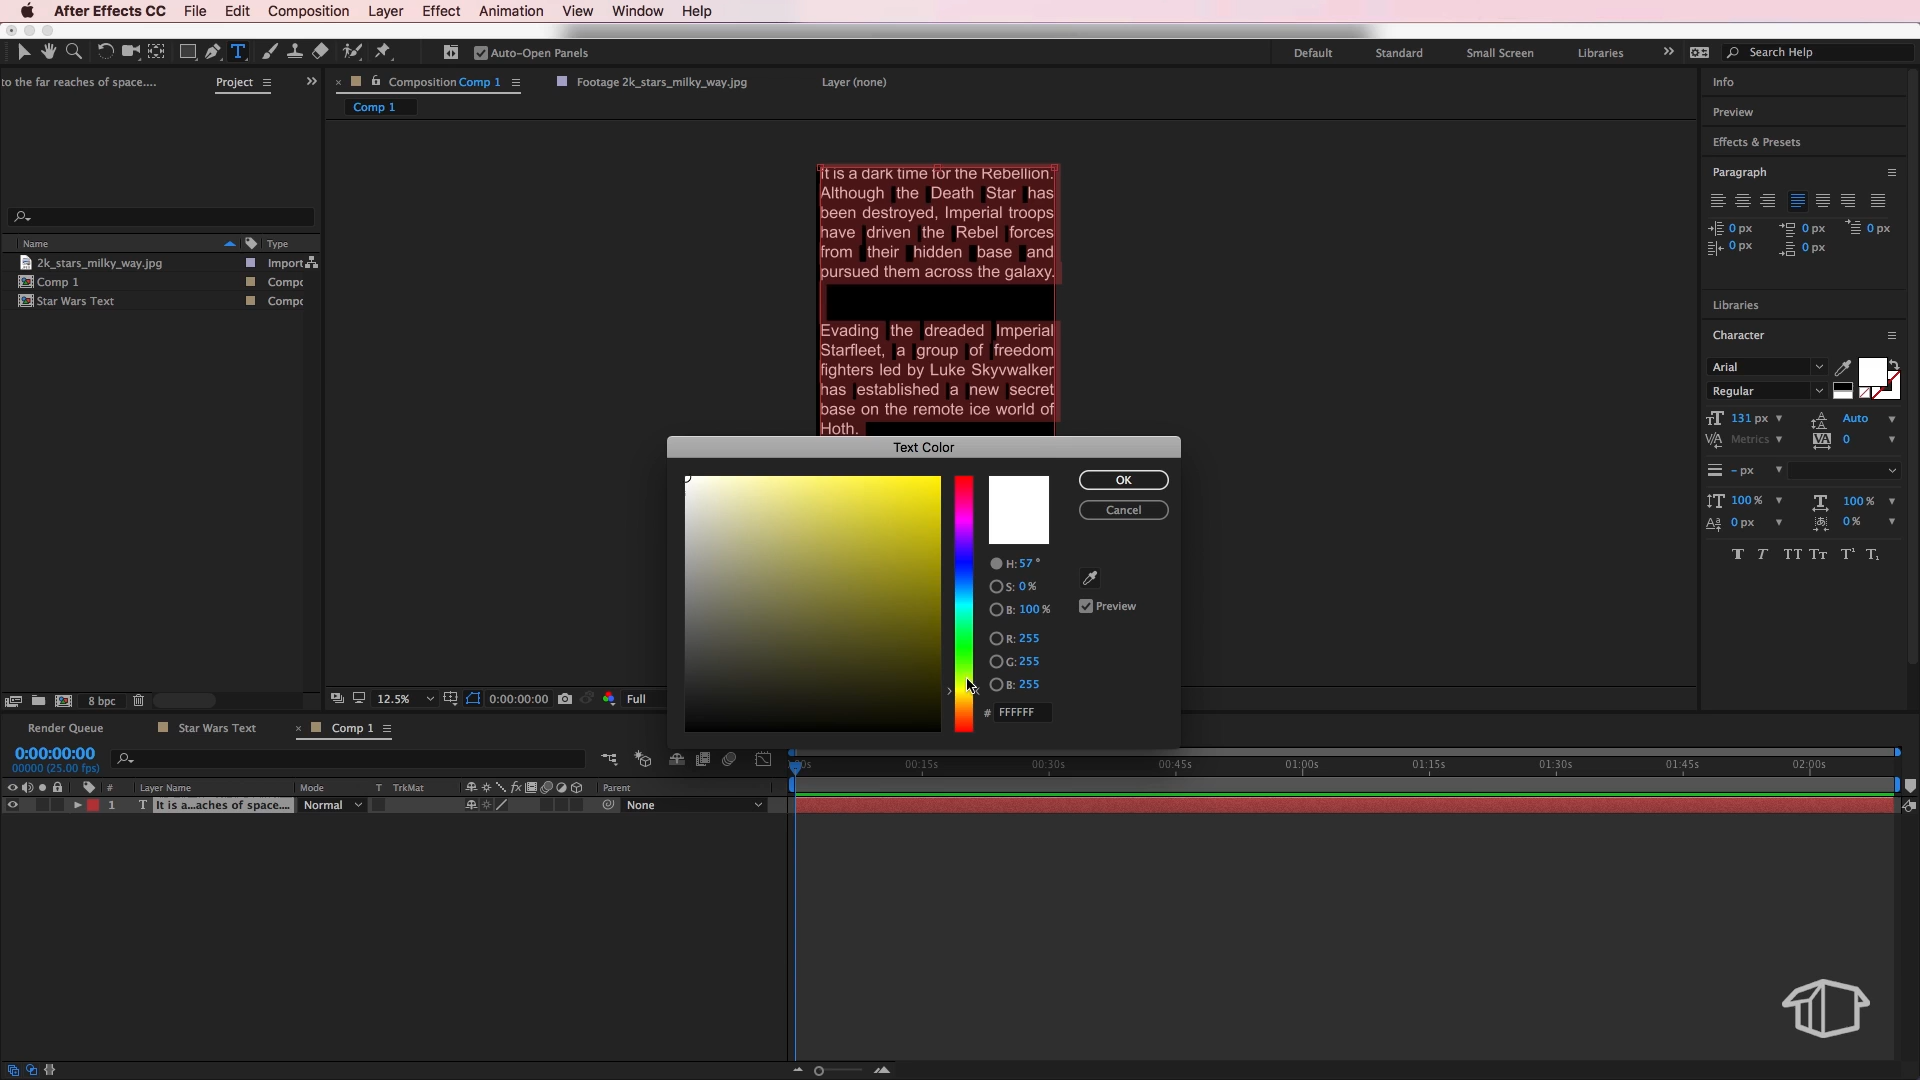 After Effects CC File Edit Composition Layer Effect Animation View Window Help
T Auto-Open Panels Default Standard Small Screen Libraries Search Help
to the far reaches of space.... Project Composition Comp 1 Footage 2k_stars_milky_way.jpg Layer (none) Info
Comp 1
Preview
Effects & Presets
Paragraph
It is a dark time for the Rebellion.
Although the Death Star has
been destroyed, Imperial troops
have driven the Rebel forces
from their hidden base and
pursued them across the galaxy.
Evading the dreaded Imperial
Starfleet, a group of freedom
fighters led by Luke Skyvwalker
has established a new secret
base on the remote ice world of
Hoth.
0 px 0 px 0 px
0 px 0 px
Name Type
2k_stars_milky_way.jpg Import
Comp 1 Compo
Star Wars Text Compo
Libraries
Character
Arial
Regular
131 px Auto
Metrics 0
- px
100 % 100 %
0 px 0 %
T T TT Tt T¹ T₁
Text Color
OK
Cancel
H: 57 °
S: 0 %
B: 100 %
Preview
R: 255
G: 255
B: 255
# FFFFFF
8 bpc 12.5% 0:00:00:00 Full
Render Queue Star Wars Text Comp 1
0:00:00:00
00000 (25.00 fps)
00:15s 00:30s 00:45s 01:00s 01:15s 01:30s 01:45s 02:00s
# Layer Name Mode T TrkMat fx Parent
1 T It is a...aches of space.... Normal None